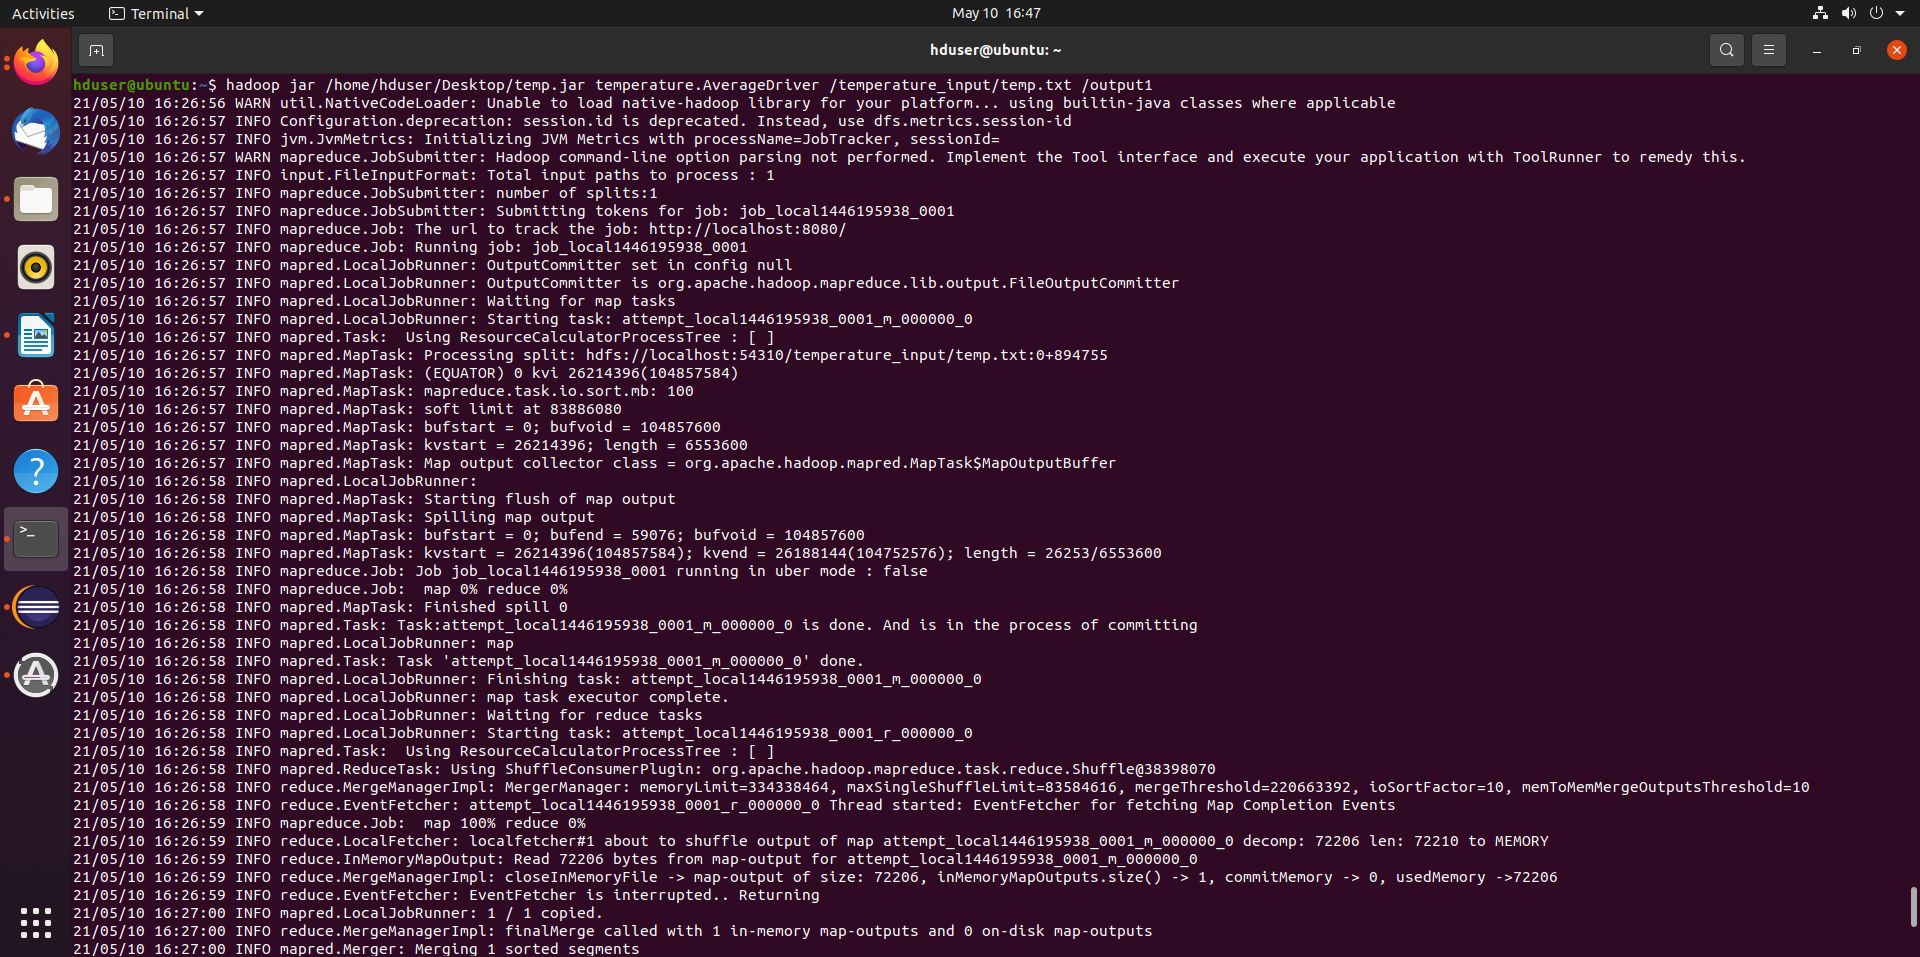 Activities
Terminal
May 10 16:47
hduser@ubuntu: ~
hduser@ubuntu:~$ hadoop jar /home/hduser/Desktop/temp.jar temperature.AverageDriver /temperature_input/temp.txt /output1
21/05/10 16:26:56 WARN util.NativeCodeLoader: Unable to load native-hadoop library for your platform... using builtin-java classes where applicable
21/05/10 16:26:57 INFO Configuration.deprecation: session.id is deprecated. Instead, use dfs.metrics.session-id
21/05/10 16:26:57 INFO jvm.JvmMetrics: Initializing JVM Metrics with processName=JobTracker, sessionId=
21/05/10 16:26:57 WARN mapreduce.JobSubmitter: Hadoop command-line option parsing not performed. Implement the Tool interface and execute your application with ToolRunner to remedy this.
21/05/10 16:26:57 INFO input.FileInputFormat: Total input paths to process : 1
21/05/10 16:26:57 INFO mapreduce.JobSubmitter: number of splits:1
21/05/10 16:26:57 INFO mapreduce.JobSubmitter: Submitting tokens for job: job_local1446195938_0001
21/05/10 16:26:57 INFO mapreduce.Job: The url to track the job: http://localhost:8080/
21/05/10 16:26:57 INFO mapreduce.Job: Running job: job_local1446195938_0001
21/05/10 16:26:57 INFO mapred.LocalJobRunner: OutputCommitter set in config null
21/05/10 16:26:57 INFO mapred.LocalJobRunner: OutputCommitter is org.apache.hadoop.mapreduce.lib.output.FileOutputCommitter
21/05/10 16:26:57 INFO mapred.LocalJobRunner: Waiting for map tasks
21/05/10 16:26:57 INFO mapred.LocalJobRunner: Starting task: attempt_local1446195938_0001_m_000000_0
21/05/10 16:26:57 INFO mapred.Task:  Using ResourceCalculatorProcessTree : [ ]
21/05/10 16:26:57 INFO mapred.MapTask: Processing split: hdfs://localhost:54310/temperature_input/temp.txt:0+894755
21/05/10 16:26:57 INFO mapred.MapTask: (EQUATOR) 0 kvi 26214396(104857584)
21/05/10 16:26:57 INFO mapred.MapTask: mapreduce.task.io.sort.mb: 100
21/05/10 16:26:57 INFO mapred.MapTask: soft limit at 83886080
21/05/10 16:26:57 INFO mapred.MapTask: bufstart = 0; bufvoid = 104857600
21/05/10 16:26:57 INFO mapred.MapTask: kvstart = 26214396; length = 6553600
21/05/10 16:26:57 INFO mapred.MapTask: Map output collector class = org.apache.hadoop.mapred.MapTask$MapOutputBuffer
21/05/10 16:26:58 INFO mapred.LocalJobRunner:
21/05/10 16:26:58 INFO mapred.MapTask: Starting flush of map output
21/05/10 16:26:58 INFO mapred.MapTask: Spilling map output
21/05/10 16:26:58 INFO mapred.MapTask: bufstart = 0; bufend = 59076; bufvoid = 104857600
21/05/10 16:26:58 INFO mapred.MapTask: kvstart = 26214396(104857584); kvend = 26188144(104752576); length = 26253/6553600
21/05/10 16:26:58 INFO mapreduce.Job: Job job_local1446195938_0001 running in uber mode : false
21/05/10 16:26:58 INFO mapreduce.Job:  map 0% reduce 0%
21/05/10 16:26:58 INFO mapred.MapTask: Finished spill 0
21/05/10 16:26:58 INFO mapred.Task: Task:attempt_local1446195938_0001_m_000000_0 is done. And is in the process of committing
21/05/10 16:26:58 INFO mapred.LocalJobRunner: map
21/05/10 16:26:58 INFO mapred.Task: Task 'attempt_local1446195938_0001_m_000000_0' done.
21/05/10 16:26:58 INFO mapred.LocalJobRunner: Finishing task: attempt_local1446195938_0001_m_000000_0
21/05/10 16:26:58 INFO mapred.LocalJobRunner: map task executor complete.
21/05/10 16:26:58 INFO mapred.LocalJobRunner: Waiting for reduce tasks
21/05/10 16:26:58 INFO mapred.LocalJobRunner: Starting task: attempt_local1446195938_0001_r_000000_0
21/05/10 16:26:58 INFO mapred.Task:  Using ResourceCalculatorProcessTree : [ ]
21/05/10 16:26:58 INFO mapred.ReduceTask: Using ShuffleConsumerPlugin: org.apache.hadoop.mapreduce.task.reduce.Shuffle@38398070
21/05/10 16:26:58 INFO reduce.MergeManagerImpl: MergerManager: memoryLimit=334338464, maxSingleShuffleLimit=83584616, mergeThreshold=220663392, ioSortFactor=10, memToMemMergeOutputsThreshold=10
21/05/10 16:26:58 INFO reduce.EventFetcher: attempt_local1446195938_0001_r_000000_0 Thread started: EventFetcher for fetching Map Completion Events
21/05/10 16:26:59 INFO mapreduce.Job:  map 100% reduce 0%
21/05/10 16:26:59 INFO reduce.LocalFetcher: localfetcher#1 about to shuffle output of map attempt_local1446195938_0001_m_000000_0 decomp: 72206 len: 72210 to MEMORY
21/05/10 16:26:59 INFO reduce.InMemoryMapOutput: Read 72206 bytes from map-output for attempt_local1446195938_0001_m_000000_0
21/05/10 16:26:59 INFO reduce.MergeManagerImpl: closeInMemoryFile -> map-output of size: 72206, inMemoryMapOutputs.size() -> 1, commitMemory -> 0, usedMemory ->72206
21/05/10 16:26:59 INFO reduce.EventFetcher: EventFetcher is interrupted.. Returning
21/05/10 16:27:00 INFO mapred.LocalJobRunner: 1 / 1 copied.
21/05/10 16:27:00 INFO reduce.MergeManagerImpl: finalMerge called with 1 in-memory map-outputs and 0 on-disk map-outputs
21/05/10 16:27:00 INFO mapred.Merger: Merging 1 sorted segments